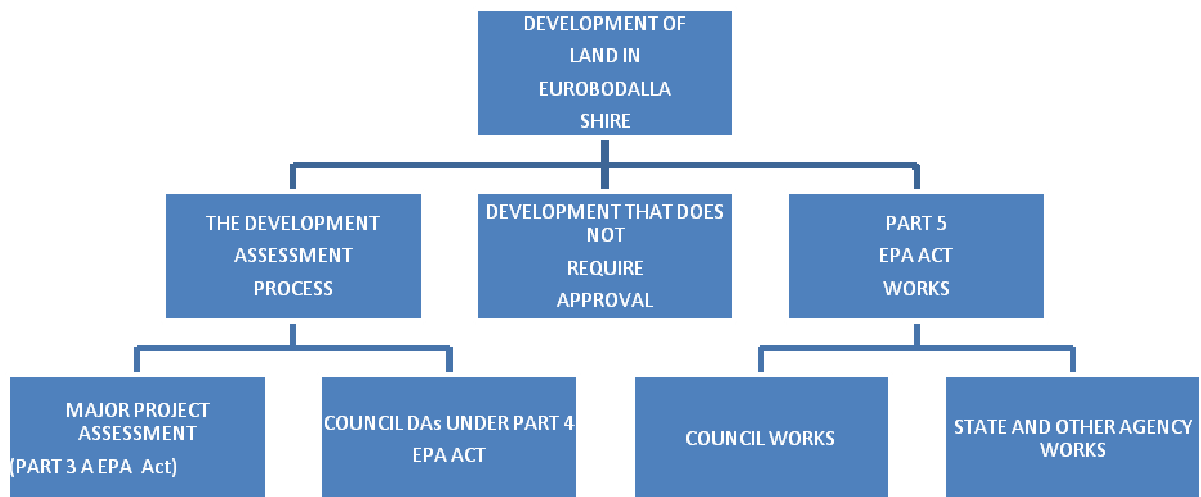 DEVELOPMENT OF
LAND IN
EUROBODALLA
SHIRE
THE DEVELOPMENT
ASSESSMENT
PROCESS
DEVELOPMENT THAT DOES
NOT
REQUIRE
APPROVAL
PART 5
EPA ACT
WORKS
MAJOR PROJECT
ASSESSMENT
(PART 3 A EPA Act)
COUNCIL DAs UNDER PART 4
EPA ACT
COUNCIL WORKS
STATE AND OTHER AGENCY
WORKS